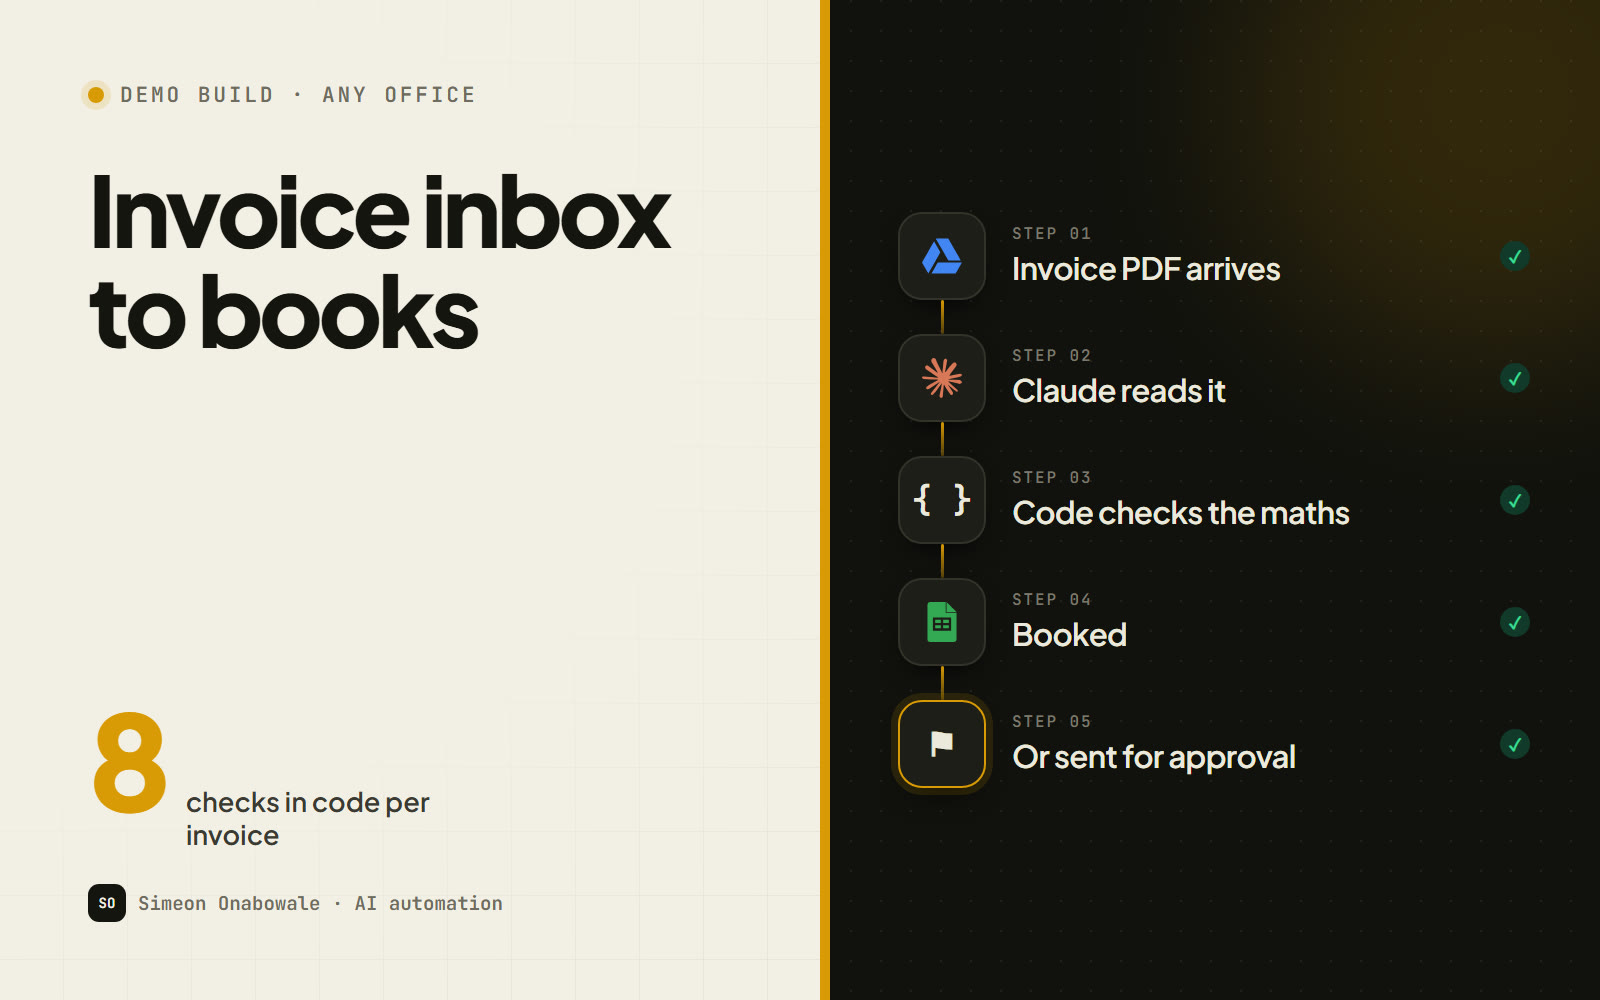 DEMO BUILD · ANY OFFICE
Invoice inbox
to books
8
checks in code per
invoice
SO
Simeon Onabowale · AI automation
STEP 01
Invoice PDF arrives
✓
STEP 02
Claude reads it
✓
{ }
STEP 03
Code checks the maths
✓
STEP 04
Booked
✓
STEP 05
Or sent for approval
✓